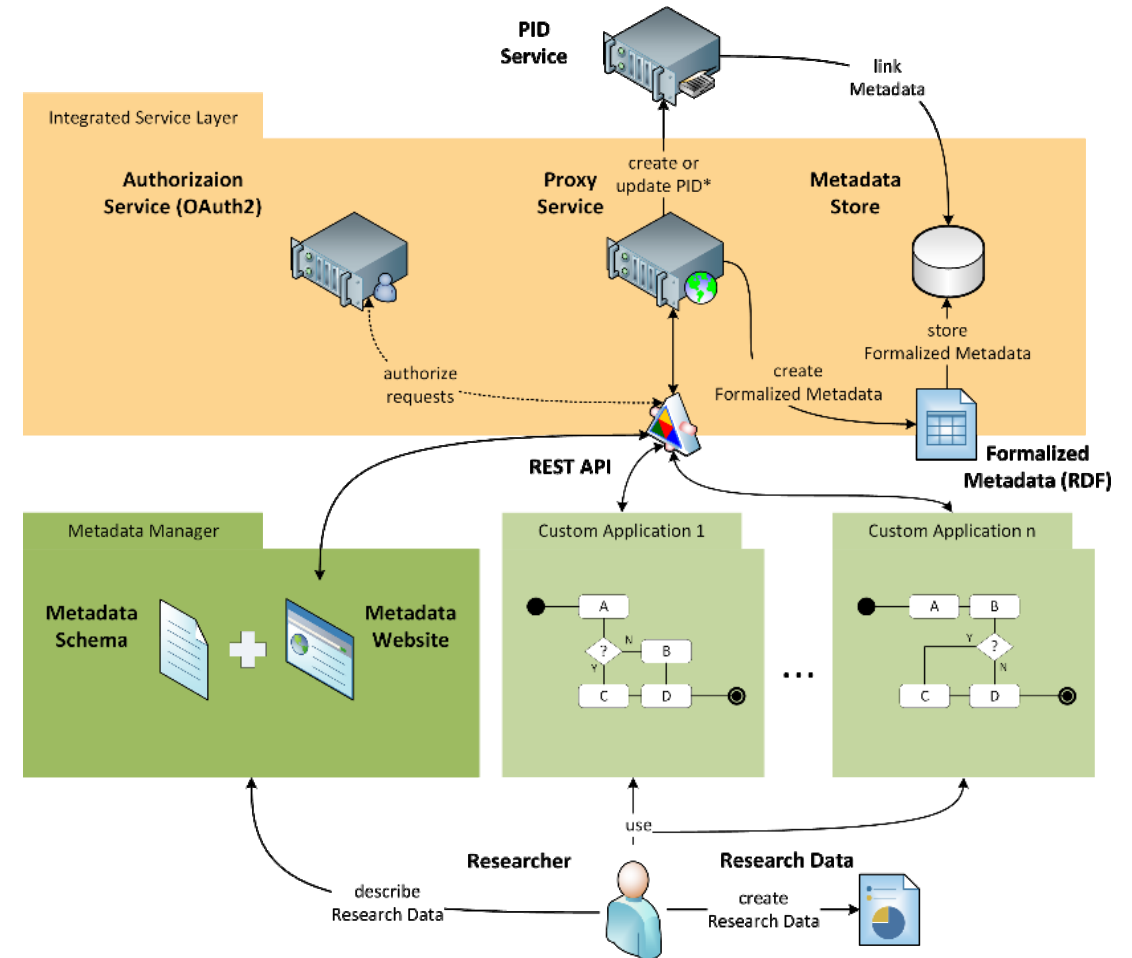 PID
Service
link
Metadata
Integrated Service Layer
create or
update PID*
Authorizaion
Service (OAuth2)
Proxy
Service
Metadata
Store
store
Formalized Metadata
authorize
requests
create
Formalized Metadata
REST API
Formalized
Metadata (RDF)
Metadata Manager
Metadata
Schema
Metadata
Website
Custom Application 1
A
?
N
Y
B
C
D
...
Custom Application n
A
B
Y
?
N
C
D
use
Researcher
Research Data
describe
Research Data
create
Research Data